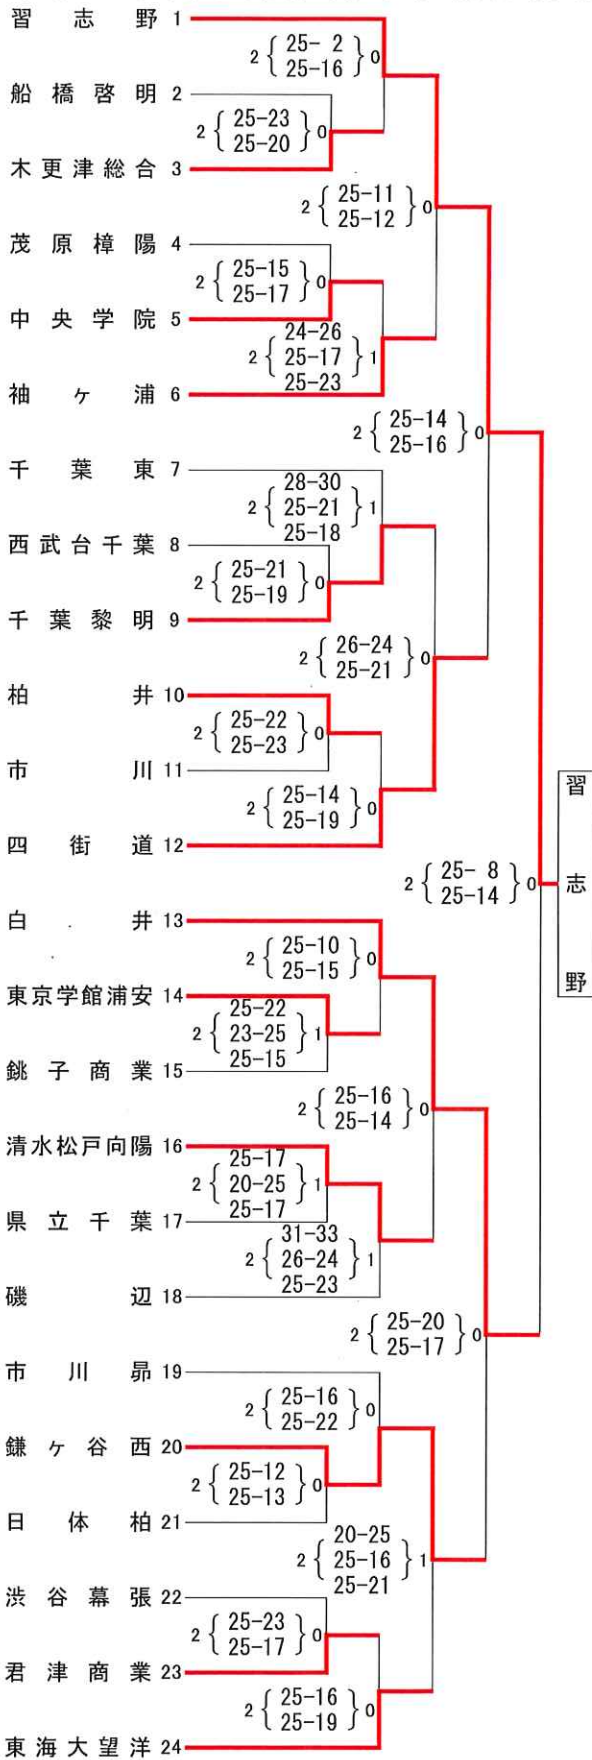 習志野 1
2 { 25- 2 } 0
25-16
船橋啓明 2
2 { 25-23 } 0
25-20
木更津総合 3
2 { 25-11 } 0
25-12
茂原樟陽 4
2 { 25-15 } 0
25-17
中央学院 5
24-26
2 { 25-17 } 1
25-23
袖ヶ浦 6
2 { 25-14 } 0
25-16
千葉東 7
28-30
2 { 25-21 } 1
25-18
西武台千葉 8
2 { 25-21 } 0
25-19
千葉黎明 9
2 { 26-24 } 0
25-21
柏井 10
2 { 25-22 } 0
25-23
市川 11
2 { 25-14 } 0
25-19
四街道 12
2 { 25- 8 } 0
25-14
習志野
白井 13
2 { 25-10 } 0
25-15
東京学館浦安 14
25-22
2 { 23-25 } 1
25-15
銚子商業 15
2 { 25-16 } 0
25-14
清水松戸向陽 16
25-17
2 { 20-25 } 1
25-17
県立千葉 17
31-33
2 { 26-24 } 1
25-23
磯辺 18
2 { 25-20 } 0
25-17
市川昴 19
2 { 25-16 } 0
25-22
鎌ヶ谷西 20
2 { 25-12 } 0
25-13
日体柏 21
20-25
2 { 25-16 } 1
25-21
渋谷幕張 22
2 { 25-23 } 0
25-17
君津商業 23
2 { 25-16 } 0
25-19
東海大望洋 24